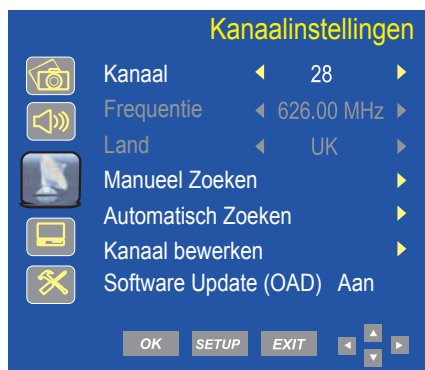 Kanaalinstellingen
Kanaal 28
Frequentie 626.00 MHz
Land UK
Manueel Zoeken
Automatisch Zoeken
Kanaal bewerken
Software Update (OAD) Aan
OK SETUP EXIT